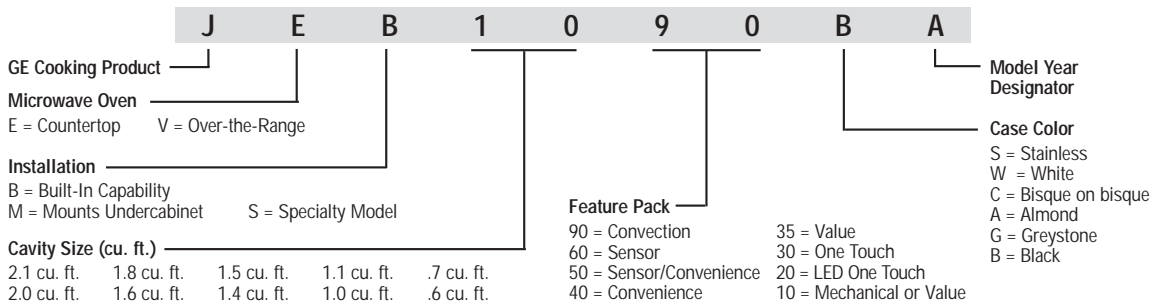 J E B 1 0 9 0 B A
GE Cooking Product
Microwave Oven
E = Countertop V = Over-the-Range
Installation
B = Built-In Capability
M = Mounts Undercabinet S = Specialty Model
Cavity Size (cu. ft.)
2.1 cu. ft. 1.8 cu. ft. 1.5 cu. ft. 1.1 cu. ft. .7 cu. ft.
2.0 cu. ft. 1.6 cu. ft. 1.4 cu. ft. 1.0 cu. ft. .6 cu. ft.
Feature Pack
90 = Convection
60 = Sensor
50 = Sensor/Convenience
40 = Convenience
35 = Value
30 = One Touch
20 = LED One Touch
10 = Mechanical or Value
Model Year
Designator
Case Color
S = Stainless
W = White
C = Bisque on bisque
A = Almond
G = Greystone
B = Black